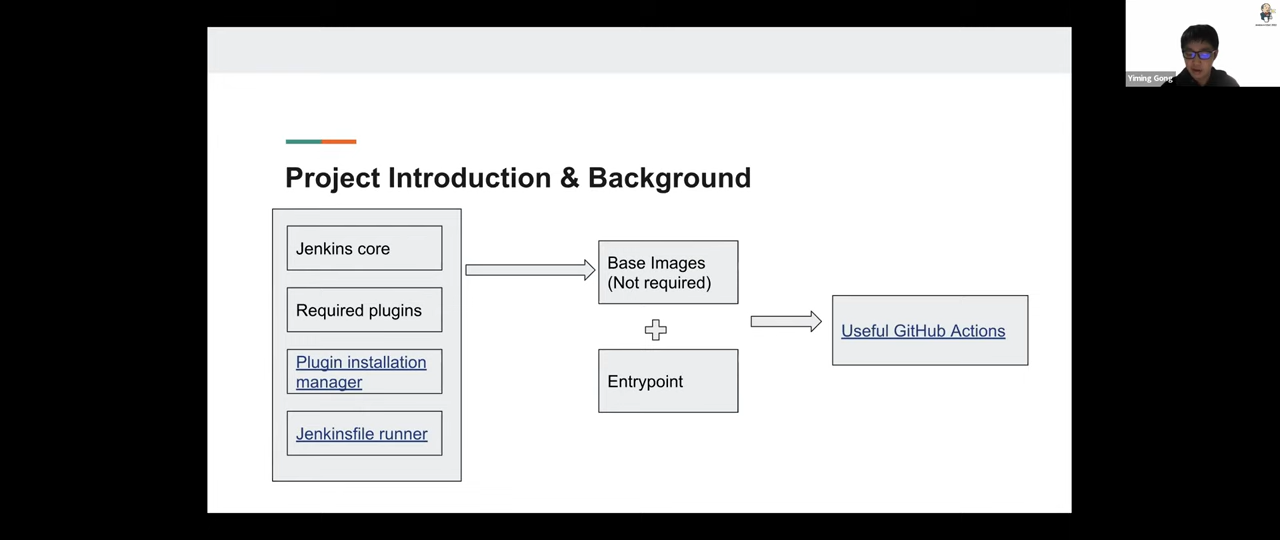 Project Introduction & Background
Jenkins core
Required plugins
Plugin installation
manager
Jenkinsfile runner
Base Images
(Not required)
Entrypoint
Useful GitHub Actions
Yiming Gong